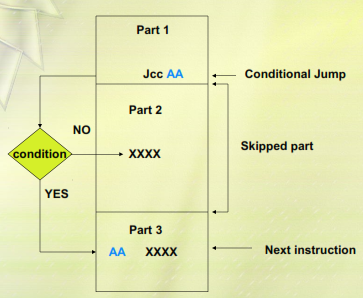 Part 1
Jcc AA
Conditional Jump
Part 2
NO
condition
XXXX
Skipped part
YES
Part 3
AA XXXX
Next instruction